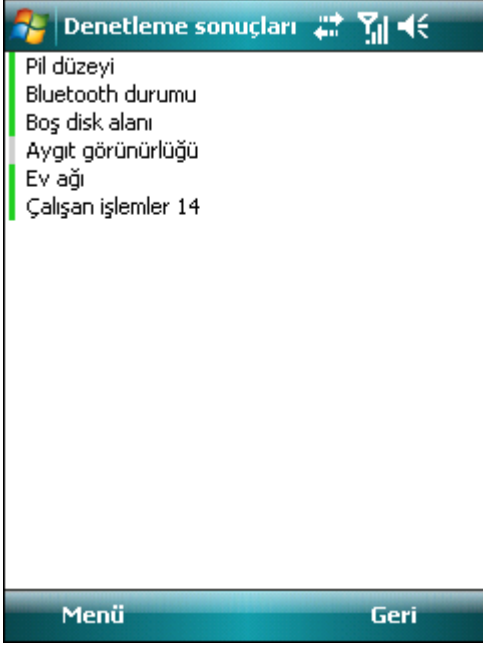 Denetleme sonuçları
Pil düzeyi
Bluetooth durumu
Boş disk alanı
Aygıt görünürlüğü
Ev ağı
Çalışan işlemler 14
Menü Geri